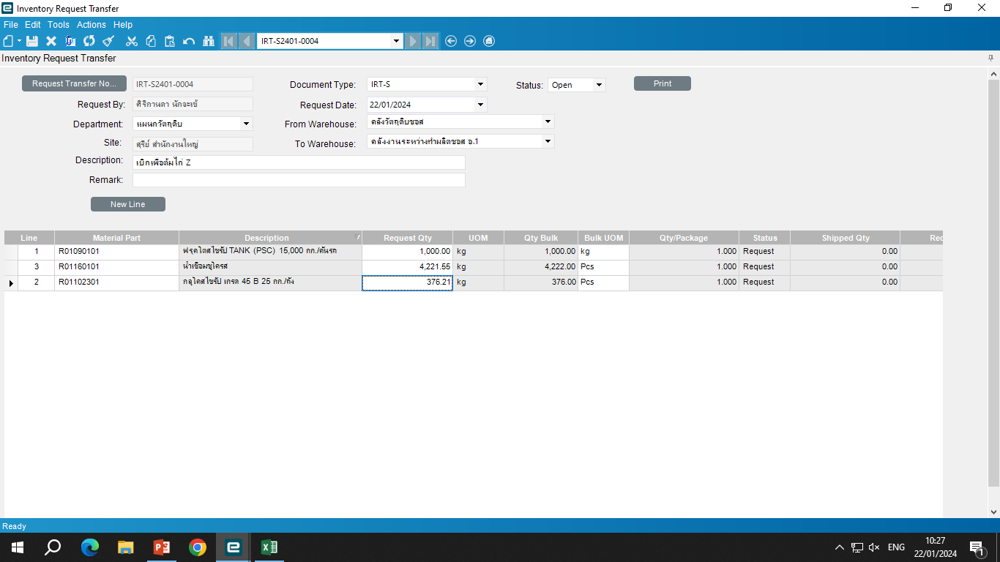 Inventory Request Transfer
File Edit Tools Actions Help
IRT-S2401-0004
Inventory Request Transfer
Request Transfer No... IRT-S2401-0004 Document Type: IRT-S Status: Open Print
Request By: ศิริกานดา นักจะเข้ Request Date: 22/01/2024
Department: แผนกวัตถุดิบ From Warehouse: คลังวัตถุดิบซอส
Site: สุรีย์ สำนักงานใหญ่ To Warehouse: คลังงานระหว่างทำผลิตซอส อ.1
Description: เบิกเพื่อต้มไก่ Z
Remark:
New Line
Line Material Part Description Request Qty UOM Qty Bulk Bulk UOM Qty/Package Status Shipped Qty Rec
1 R01090101 ฟรุคโตสไซรัป TANK (PSC) 15,000 กก./คันรถ 1,000.00 kg 1,000.00 kg 1.000 Request 0.00
3 R01160101 น้ำเชื่อมซูโครส 4,221.55 kg 4,222.00 Pcs 1.000 Request 0.00
2 R01102301 กลูโคสไซรัป เกรด 45 B 25 กก./ถัง 376.21 kg 376.00 Pcs 1.000 Request 0.00
Ready
ENG 10:27
22/01/2024 1